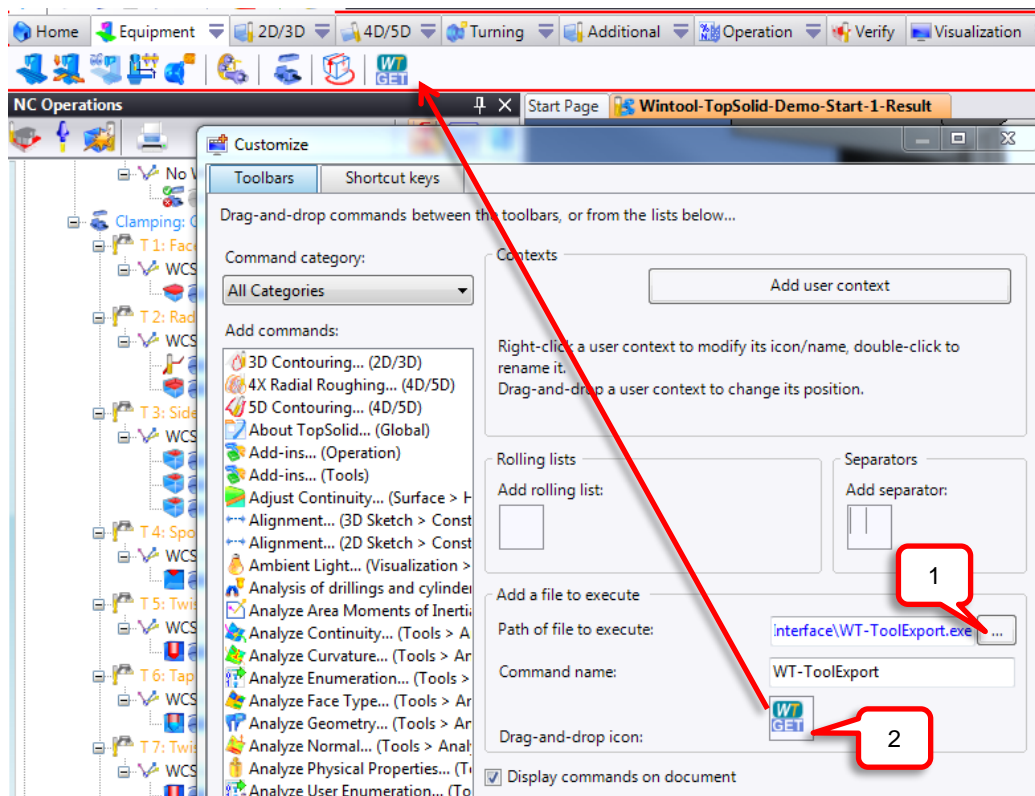 Home Equipment 2D/3D 4D/5D Turning Additional Operation Verify Visualization
WT GET
NC Operations
Start Page Wintool-TopSolid-Demo-Start-1-Result
Customize
Toolbars Shortcut keys
Drag-and-drop commands between the toolbars, or from the lists below...
No
Clamping:
T 1: Fac
WCS
T 2: Rad
WCS
T 3: Side
WCS
T 4: Spo
WCS
T 5: Twi
WCS
T 6: Tap
WCS
T 7: Twi
WCS
Command category:
All Categories
Add commands:
3D Contouring... (2D/3D)
4X Radial Roughing... (4D/5D)
5D Contouring... (4D/5D)
About TopSolid... (Global)
Add-ins... (Operation)
Add-ins... (Tools)
Adjust Continuity... (Surface > H
Alignment... (3D Sketch > Const
Alignment... (2D Sketch > Const
Ambient Light... (Visualization >
Analysis of drillings and cylinde
Analyze Area Moments of Inertia
Analyze Continuity... (Tools > A
Analyze Curvature... (Tools > An
Analyze Enumeration... (Tools >
Analyze Face Type... (Tools > An
Analyze Geometry... (Tools > An
Analyze Normal... (Tools > Analy
Analyze Physical Properties... (T
Analyze User Enumeration... (To
Contexts
Add user context
Right-click a user context to modify its icon/name, double-click to
rename it.
Drag-and-drop a user context to change its position.
Rolling lists
Add rolling list:
Separators
Add separator:
1
Add a file to execute
Path of file to execute:
nterface\WT-ToolExport.exe ...
Command name:
WT-ToolExport
Drag-and-drop icon:
WT GET
2
Display commands on document